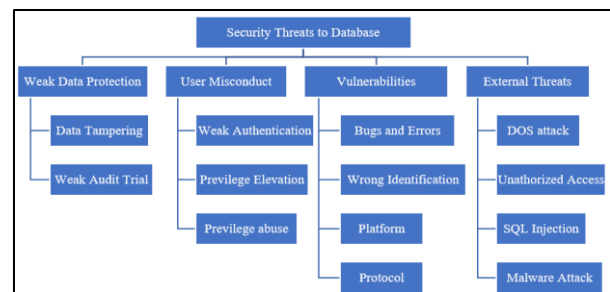 Security Threats to Database
Weak Data Protection
User Misconduct
Vulnerabilities
External Threats
Data Tampering
Weak Authentication
Bugs and Errors
DOS attack
Weak Audit Trial
Previlege Elevation
Wrong Identification
Unathorized Access
Previlege abuse
Platform
SQL Injection
Protocol
Malware Attack